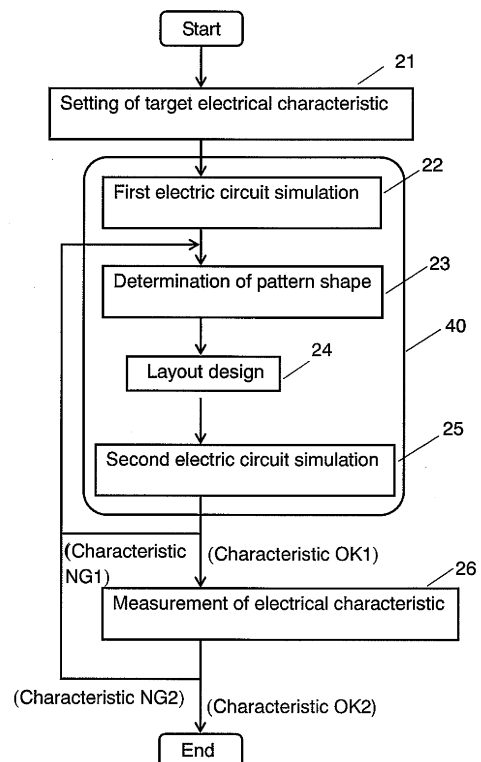 Start
21
Setting of target electrical characteristic
22
First electric circuit simulation
23
Determination of pattern shape
40
24
Layout design
25
Second electric circuit simulation
(Characteristic
NG1)
(Characteristic OK1)
26
Measurement of electrical characteristic
(Characteristic NG2)
(Characteristic OK2)
End